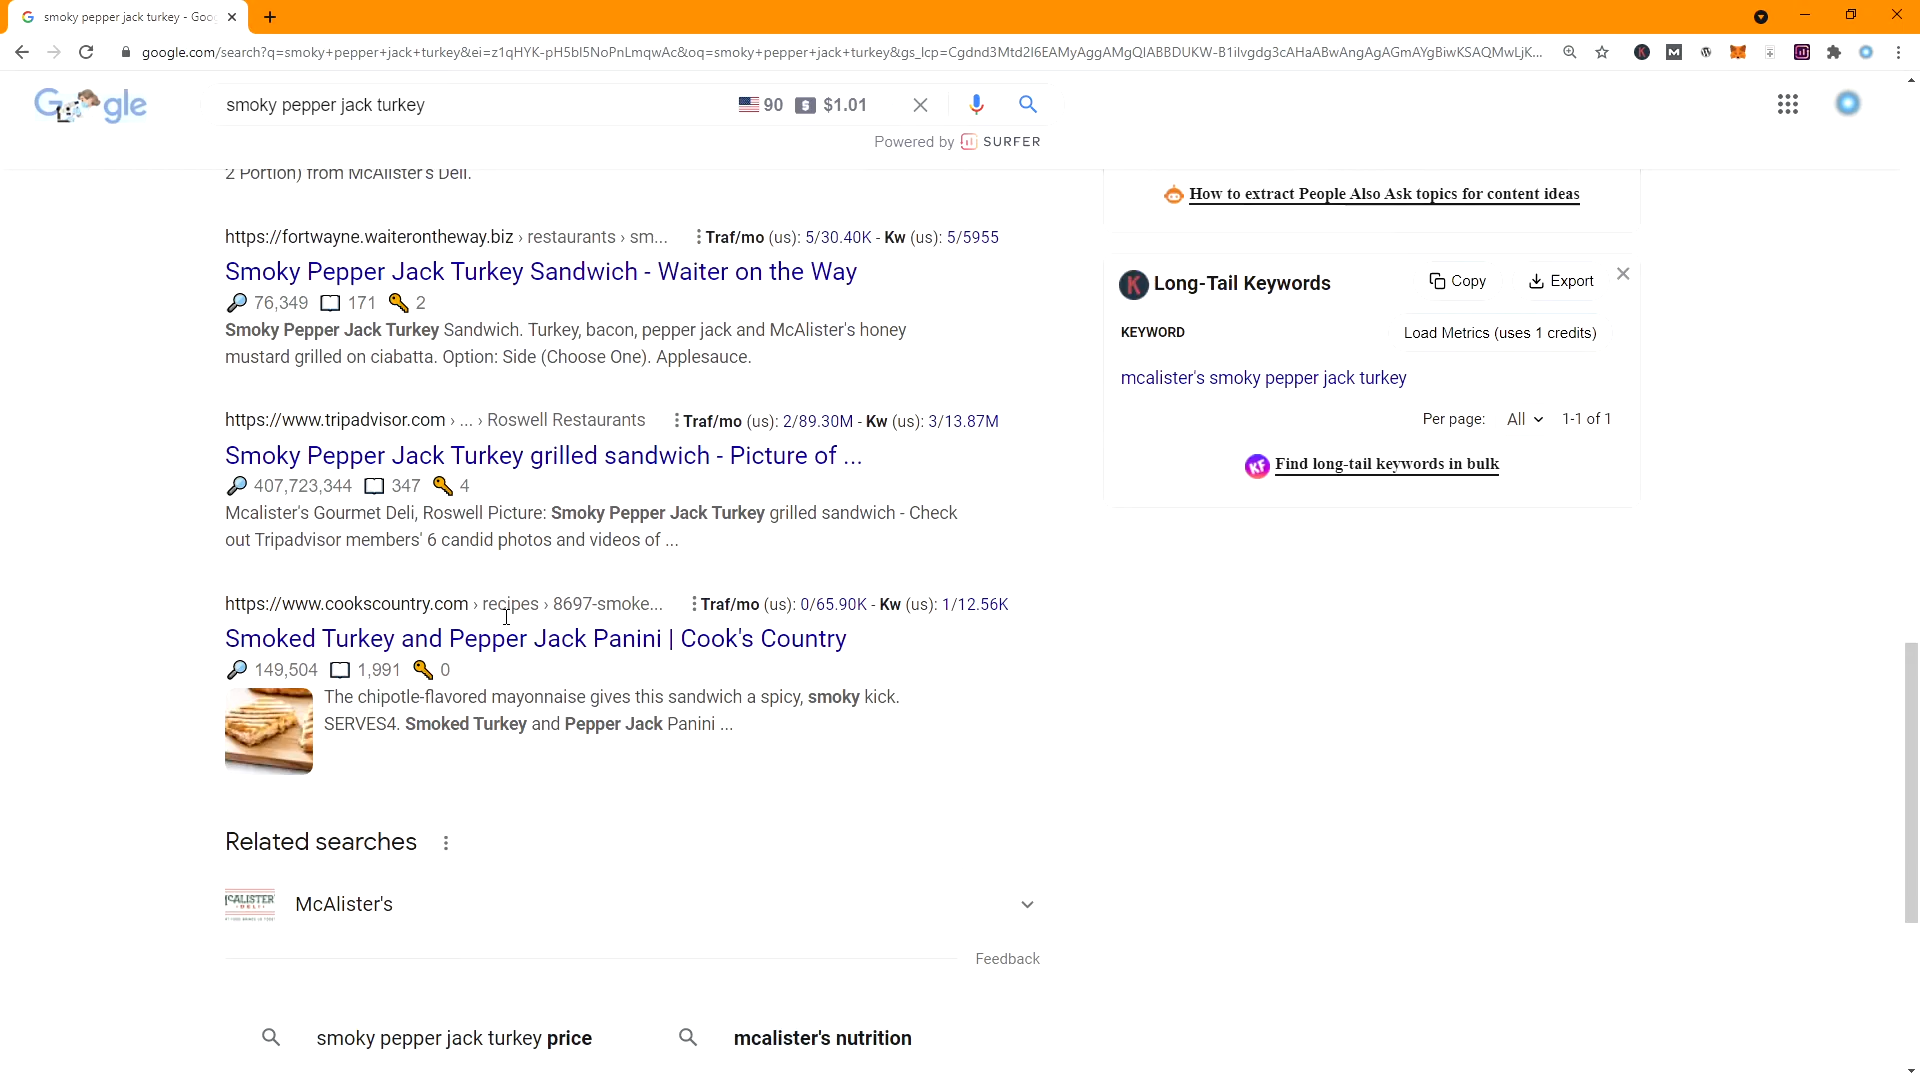 smoky pepper jack turkey - Goo
google.com/search?q=smoky+pepper+jack+turkey&ei=z1qHYK-pH5bl5NoPnLmqwAc&oq=smoky+pepper+jack+turkey&gs_lcp=Cgdnd3Mtd2l6EAMyAggAMgQIABBDUKW-B1ilvgdg3cAHaABwAngAgAGmAYgBiwKSAQMwLjK...
Google
smoky pepper jack turkey
90 $ $1.01
Powered by SURFER
2 Portion) from McAlister's Deli.
https://fortwayne.waiterontheway.biz › restaurants › sm... Traf/mo (us): 5/30.40K - Kw (us): 5/5955
Smoky Pepper Jack Turkey Sandwich - Waiter on the Way
76,349 171 2
Smoky Pepper Jack Turkey Sandwich. Turkey, bacon, pepper jack and McAlister's honey
mustard grilled on ciabatta. Option: Side (Choose One). Applesauce.
https://www.tripadvisor.com › ... › Roswell Restaurants Traf/mo (us): 2/89.30M - Kw (us): 3/13.87M
Smoky Pepper Jack Turkey grilled sandwich - Picture of ...
407,723,344 347 4
Mcalister's Gourmet Deli, Roswell Picture: Smoky Pepper Jack Turkey grilled sandwich - Check
out Tripadvisor members' 6 candid photos and videos of ...
https://www.cookscountry.com › recipes › 8697-smoke... Traf/mo (us): 0/65.90K - Kw (us): 1/12.56K
Smoked Turkey and Pepper Jack Panini | Cook's Country
149,504 1,991 0
The chipotle-flavored mayonnaise gives this sandwich a spicy, smoky kick.
SERVES4. Smoked Turkey and Pepper Jack Panini ...
Related searches
McALISTER'S
DELI
McAlister's
Feedback
smoky pepper jack turkey price
mcalister's nutrition
How to extract People Also Ask topics for content ideas
K Long-Tail Keywords
Copy
Export
KEYWORD
Load Metrics (uses 1 credits)
mcalister's smoky pepper jack turkey
Per page: All 1-1 of 1
KF Find long-tail keywords in bulk